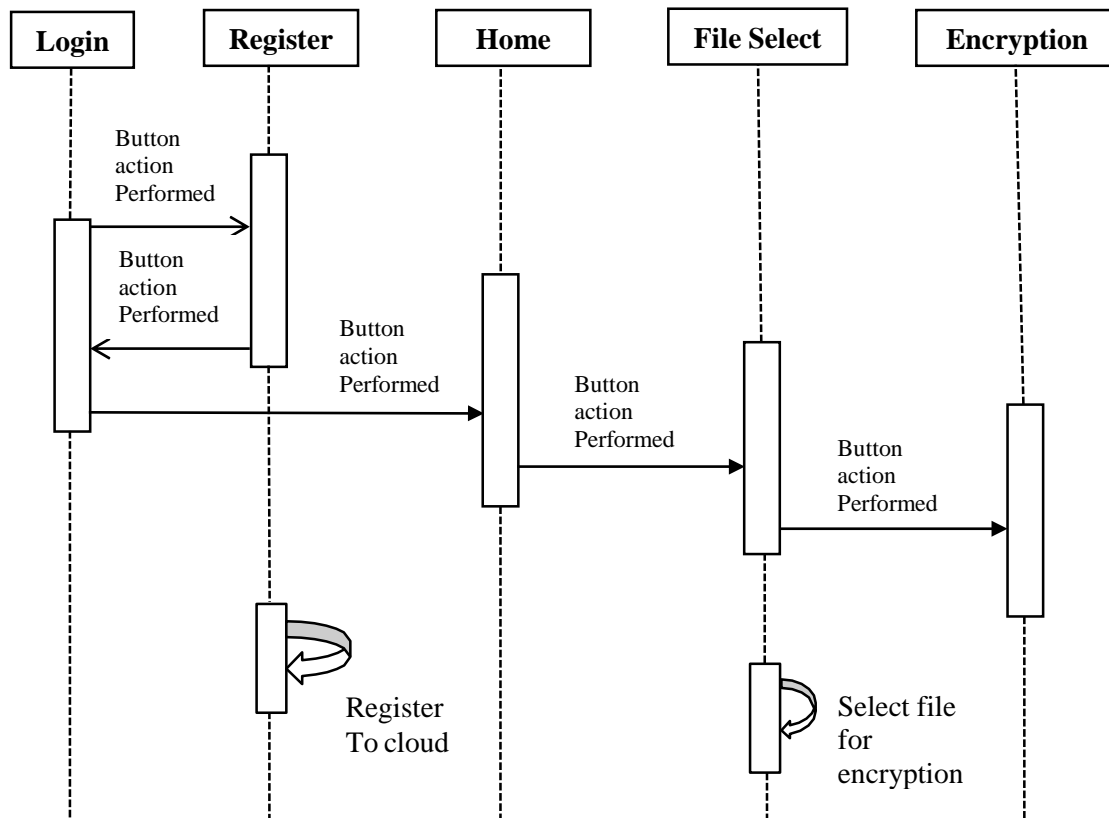 Login
Register
Home
File Select
Encryption
Button
action
Performed
Button
action
Performed
Button
action
Performed
Button
action
Performed
Button
action
Performed
Register
To cloud
Select file
for
encryption